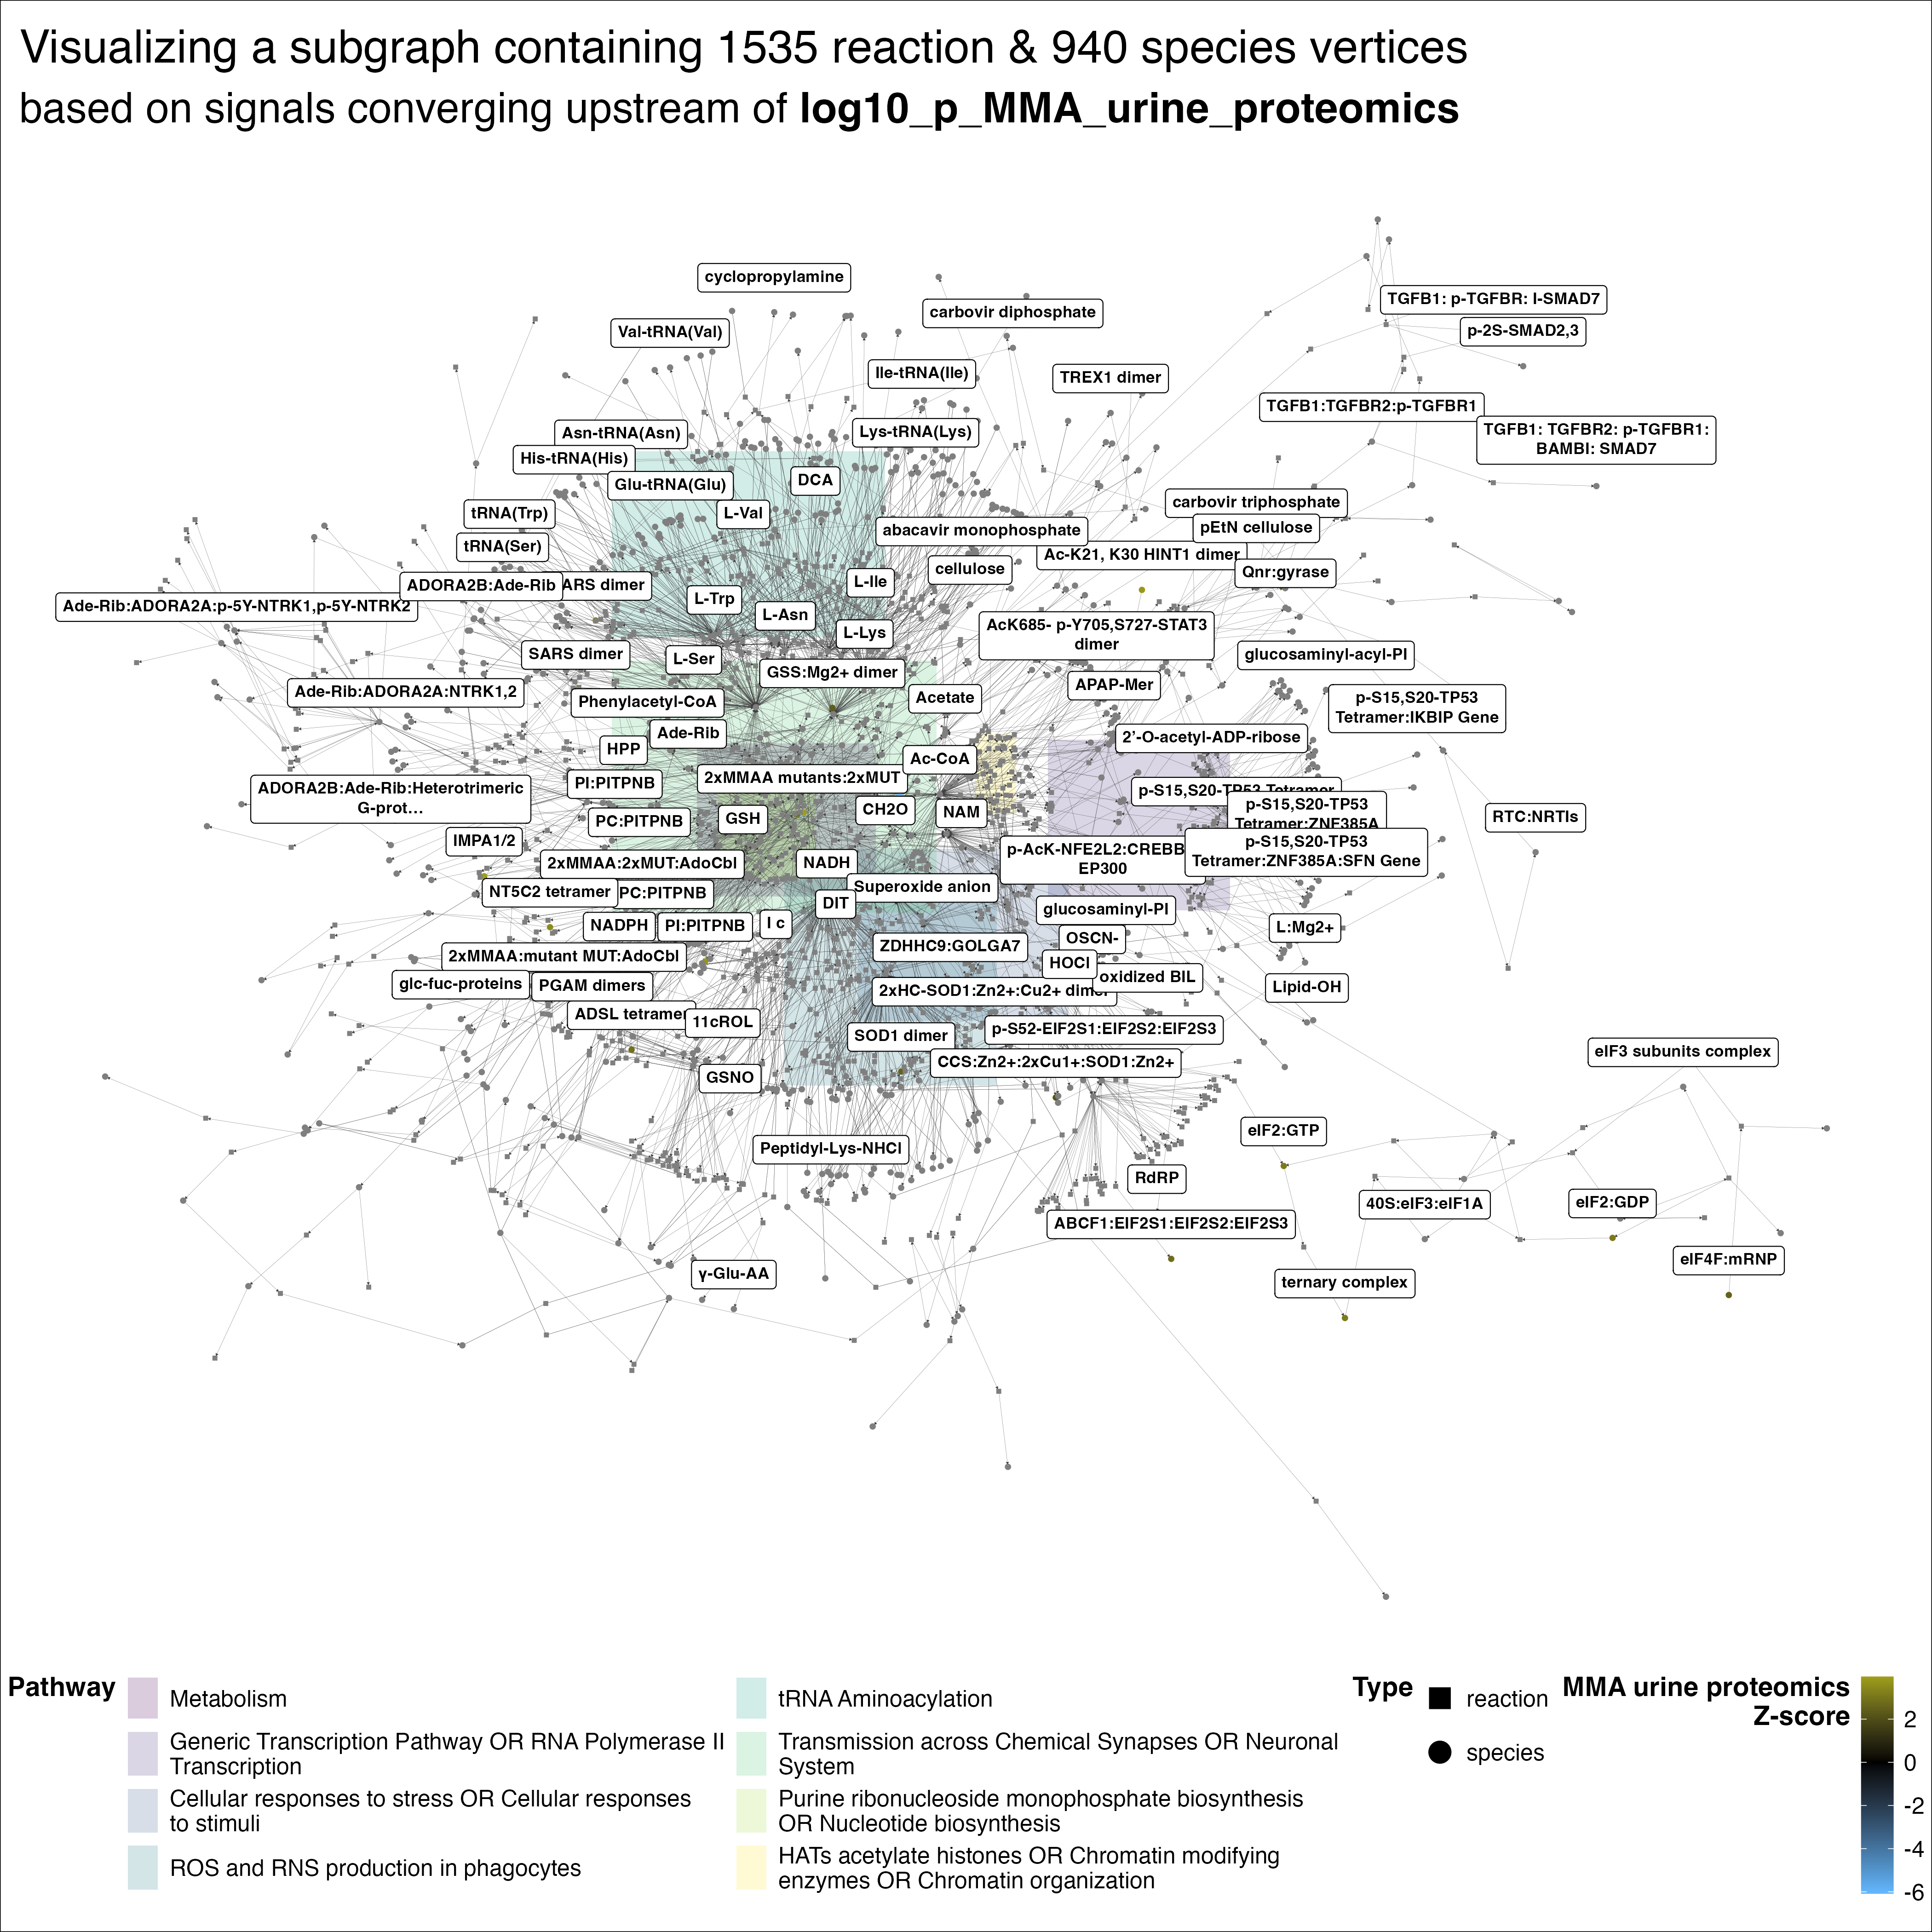 Visualizing a subgraph containing 1535 reaction & 940 species vertices
based on signals converging upstream of log10_p_MMA_urine_proteomics
cyclopropylamine
carbovir diphosphate
TGFB1: p-TGFBR: I-SMAD7
p-2S-SMAD2,3
Val-tRNA(Val)
Ile-tRNA(Ile)
TREX1 dimer
TGFB1:TGFBR2:p-TGFBR1
TGFB1: TGFBR2: p-TGFBR1:
BAMBI: SMAD7
Asn-tRNA(Asn)
Lys-tRNA(Lys)
His-tRNA(His)
Glu-tRNA(Glu)
DCA
carbovir triphosphate
tRNA(Trp)
L-Val
abacavir monophosphate
pEtN cellulose
tRNA(Ser)
Ac-K21, K30 HINT1 dimer
cellulose
Qnr:gyrase
ADORA2B:Ade-Rib
ARS dimer
L-Ile
Ade-Rib:ADORA2A:p-5Y-NTRK1,p-5Y-NTRK2
L-Trp
L-Asn
L-Lys
AcK685- p-Y705,S727-STAT3
dimer
SARS dimer
L-Ser
GSS:Mg2+ dimer
glucosaminyl-acyl-PI
Ade-Rib:ADORA2A:NTRK1,2
Phenylacetyl-CoA
Acetate
APAP-Mer
p-S15,S20-TP53
Tetramer:IKBIP Gene
Ade-Rib
HPP
2'-O-acetyl-ADP-ribose
Ac-CoA
PI:PITPNB
2xMMAA mutants:2xMUT
ADORA2B:Ade-Rib:Heterotrimeric
G-prot...
p-S15,S20-TP53 Tetramer
p-S15,S20-TP53
Tetramer:ZNF385A
PC:PITPNB
GSH
CH2O
NAM
RTC:NRTIs
IMPA1/2
p-S15,S20-TP53
Tetramer:ZNF385A:SFN Gene
p-AcK-NFE2L2:CREBB
EP300
2xMMAA:2xMUT:AdoCbl
NADH
NT5C2 tetramer
PC:PITPNB
Superoxide anion
DIT
glucosaminyl-PI
NADPH
PI:PITPNB
I c
L:Mg2+
OSCN-
ZDHHC9:GOLGA7
2xMMAA:mutant MUT:AdoCbl
HOCl
oxidized BIL
glc-fuc-proteins
PGAM dimers
2xHC-SOD1:Zn2+:Cu2+ dimer
Lipid-OH
ADSL tetramer
11cROL
SOD1 dimer
p-S52-EIF2S1:EIF2S2:EIF2S3
eIF3 subunits complex
CCS:Zn2+:2xCu1+:SOD1:Zn2+
GSNO
eIF2:GTP
Peptidyl-Lys-NHCl
RdRP
40S:eIF3:eIF1A
eIF2:GDP
ABCF1:EIF2S1:EIF2S2:EIF2S3
eIF4F:mRNP
γ-Glu-AA
ternary complex
Pathway
Metabolism
Generic Transcription Pathway OR RNA Polymerase II
Transcription
Cellular responses to stress OR Cellular responses
to stimuli
ROS and RNS production in phagocytes
tRNA Aminoacylation
Transmission across Chemical Synapses OR Neuronal
System
Purine ribonucleoside monophosphate biosynthesis
OR Nucleotide biosynthesis
HATs acetylate histones OR Chromatin modifying
enzymes OR Chromatin organization
Type
reaction
species
MMA urine proteomics
Z-score
2
0
-2
-4
-6